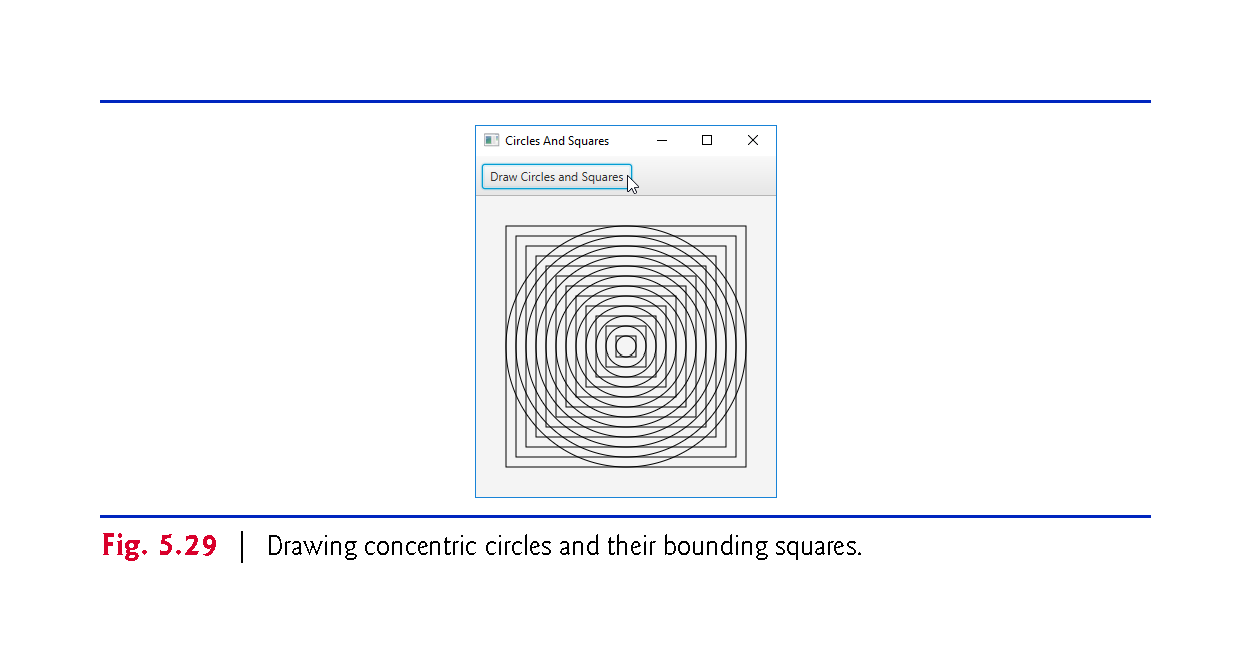 Circles And Squares
Draw Circles and Squares
Fig. 5.29 | Drawing concentric circles and their bounding squares.